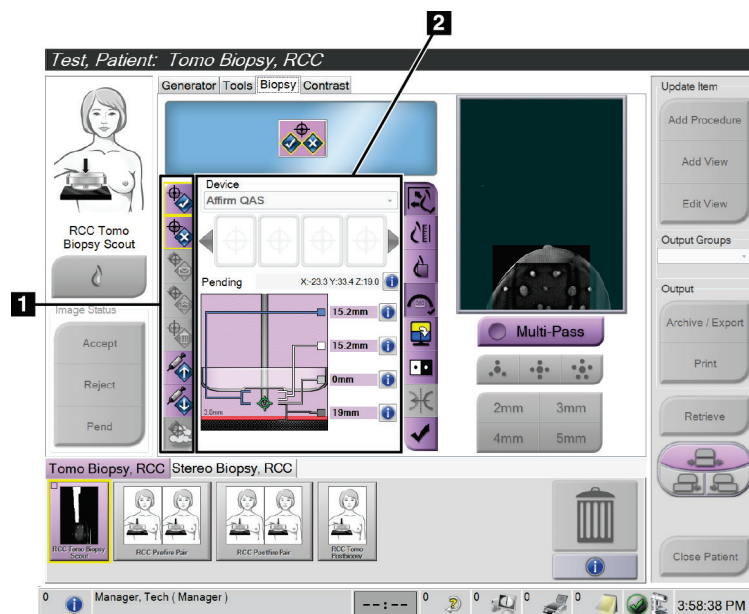 2
Test, Patient: Tomo Biopsy, RCC
Generator Tools Biopsy Contrast
Update Item
Add Procedure
Add View
Edit View
Output Groups
Output
Archive / Export
Print
Retrieve
Close Patient
RCC Tomo
Biopsy Scout
1
Image Status
Accept
Reject
Pend
Device
Affirm QAS
Pending X:-23.3 Y:33.4 Z:19.0
15.2mm
15.2mm
0mm
19mm
3.0mm
Multi-Pass
2mm 3mm
4mm 5mm
Tomo Biopsy, RCC Stereo Biopsy, RCC
RCC Tomo Biopsy
Scout
RCC Prefire Pair
RCC Postfire Pair
RCC Tomo
Postbiopsy
0 Manager, Tech ( Manager ) --:-- 0 0 0 0 3:58:38 PM